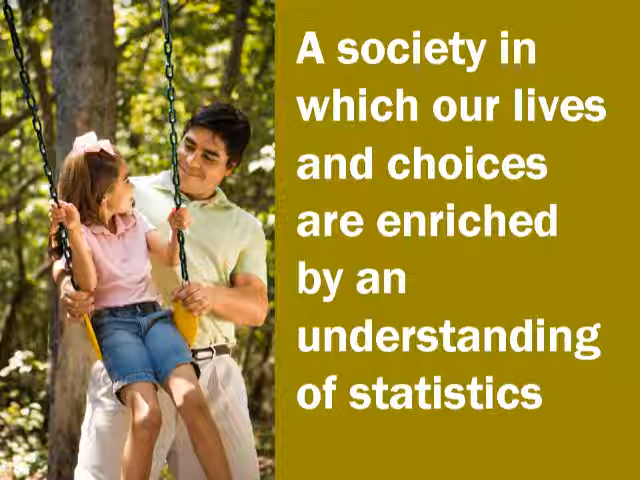 A society in
which our lives
and choices
are enriched
by an
understanding
of statistics